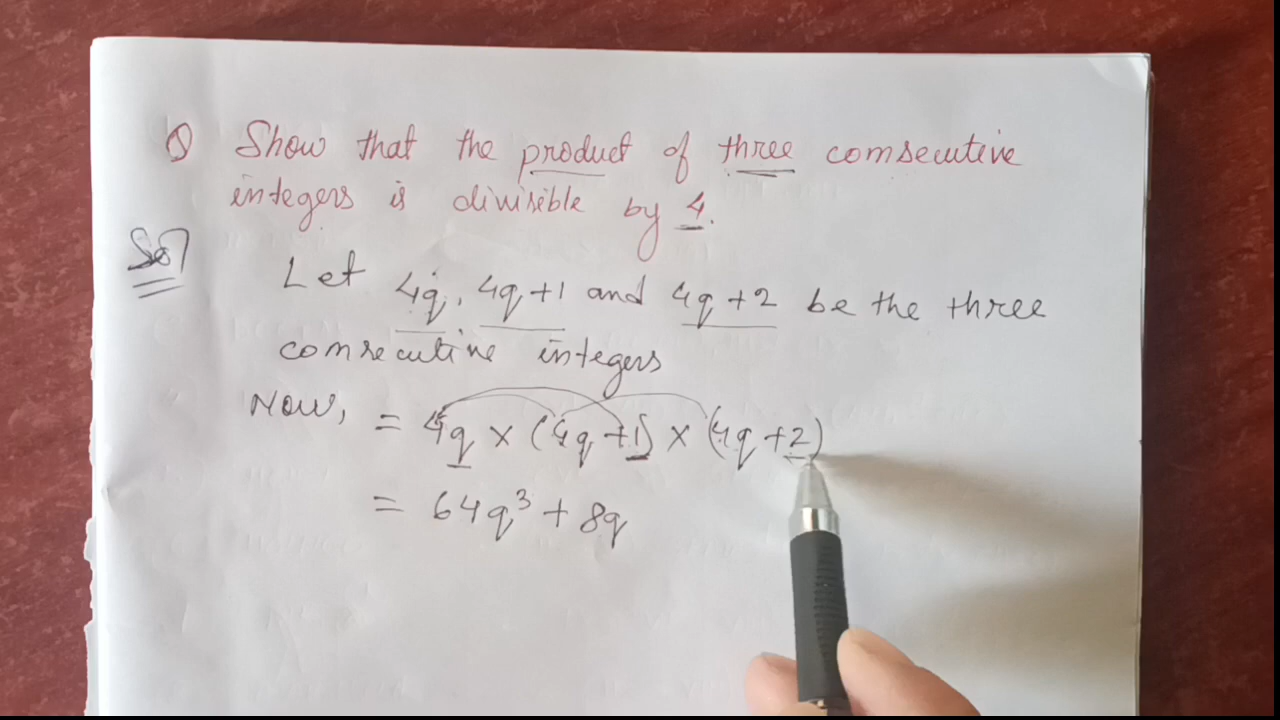 Q Show that the product of three consecutive
integers is divisible by 4.
Sol
Let 4q, 4q+1 and 4q+2 be the three
consecutive integers
Now, = 4q × (4q+1) × (4q+2)
= 64q³ + 8q